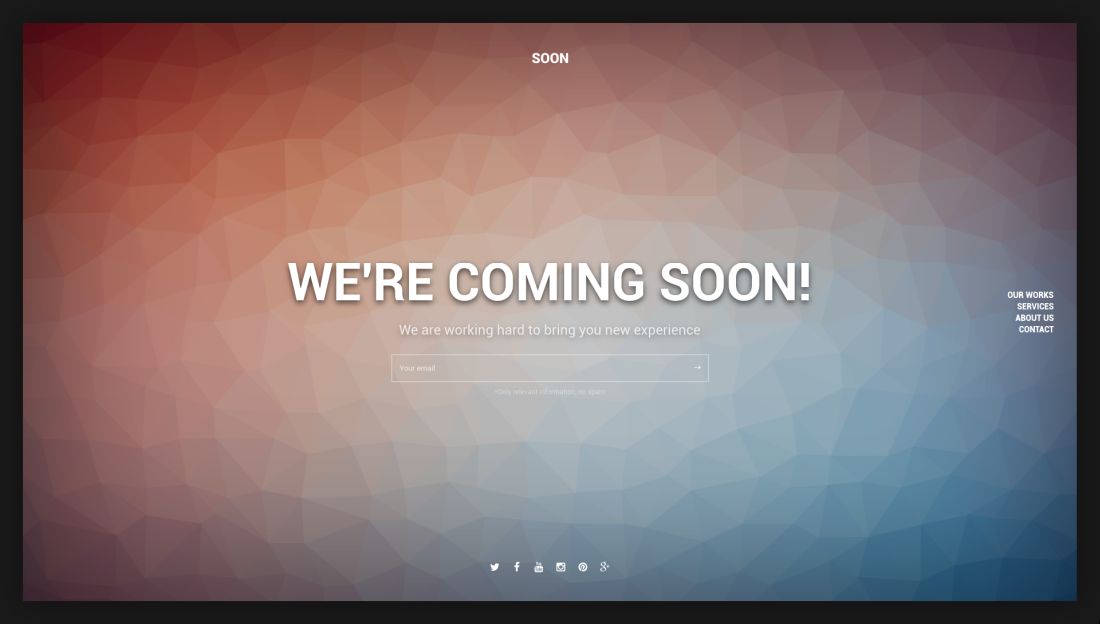 SOON
WE'RE COMING SOON!
We are working hard to bring you new experience
Your email →
*Only relevant information, no spam
OUR WORKS
SERVICES
ABOUT US
CONTACT